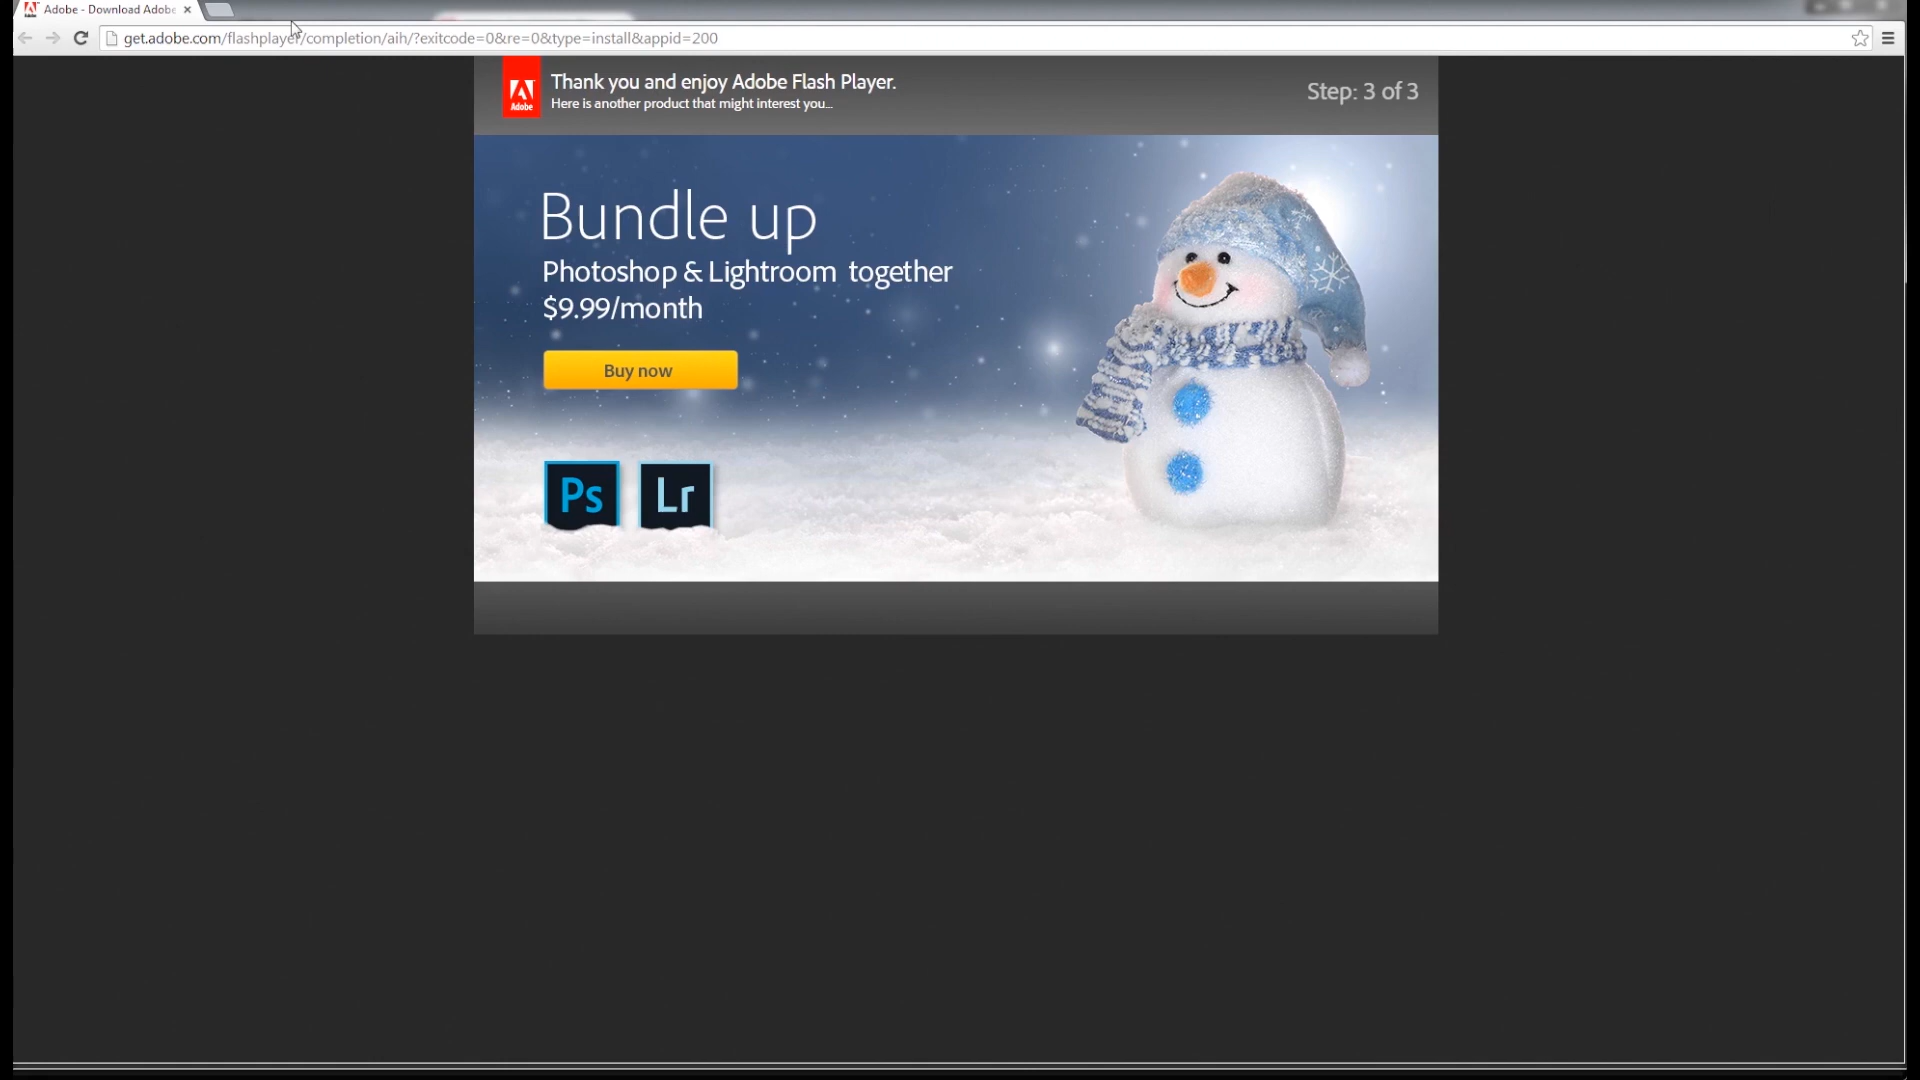 Adobe - Download Adobe
get.adobe.com/flashplayer/completion/aih/?exitcode=0&re=0&type=install&appid=200
Adobe
Thank you and enjoy Adobe Flash Player.
Here is another product that might interest you...
Step: 3 of 3
Bundle up
Photoshop & Lightroom together
$9.99/month
Buy now
Ps Lr